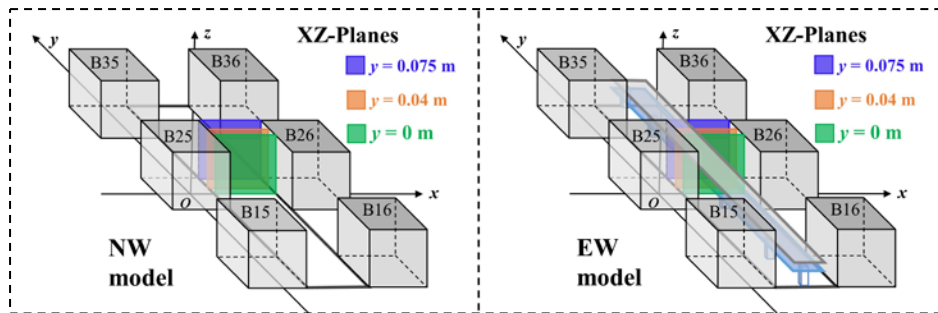 y
z
XZ-Planes
B35
B36
y = 0.075 m
y = 0.04 m
y = 0 m
B25
B26
x
O
B15
B16
NW
model
y
z
XZ-Planes
B35
B36
y = 0.075 m
y = 0.04 m
y = 0 m
B25
B26
x
O
B15
B16
EW
model